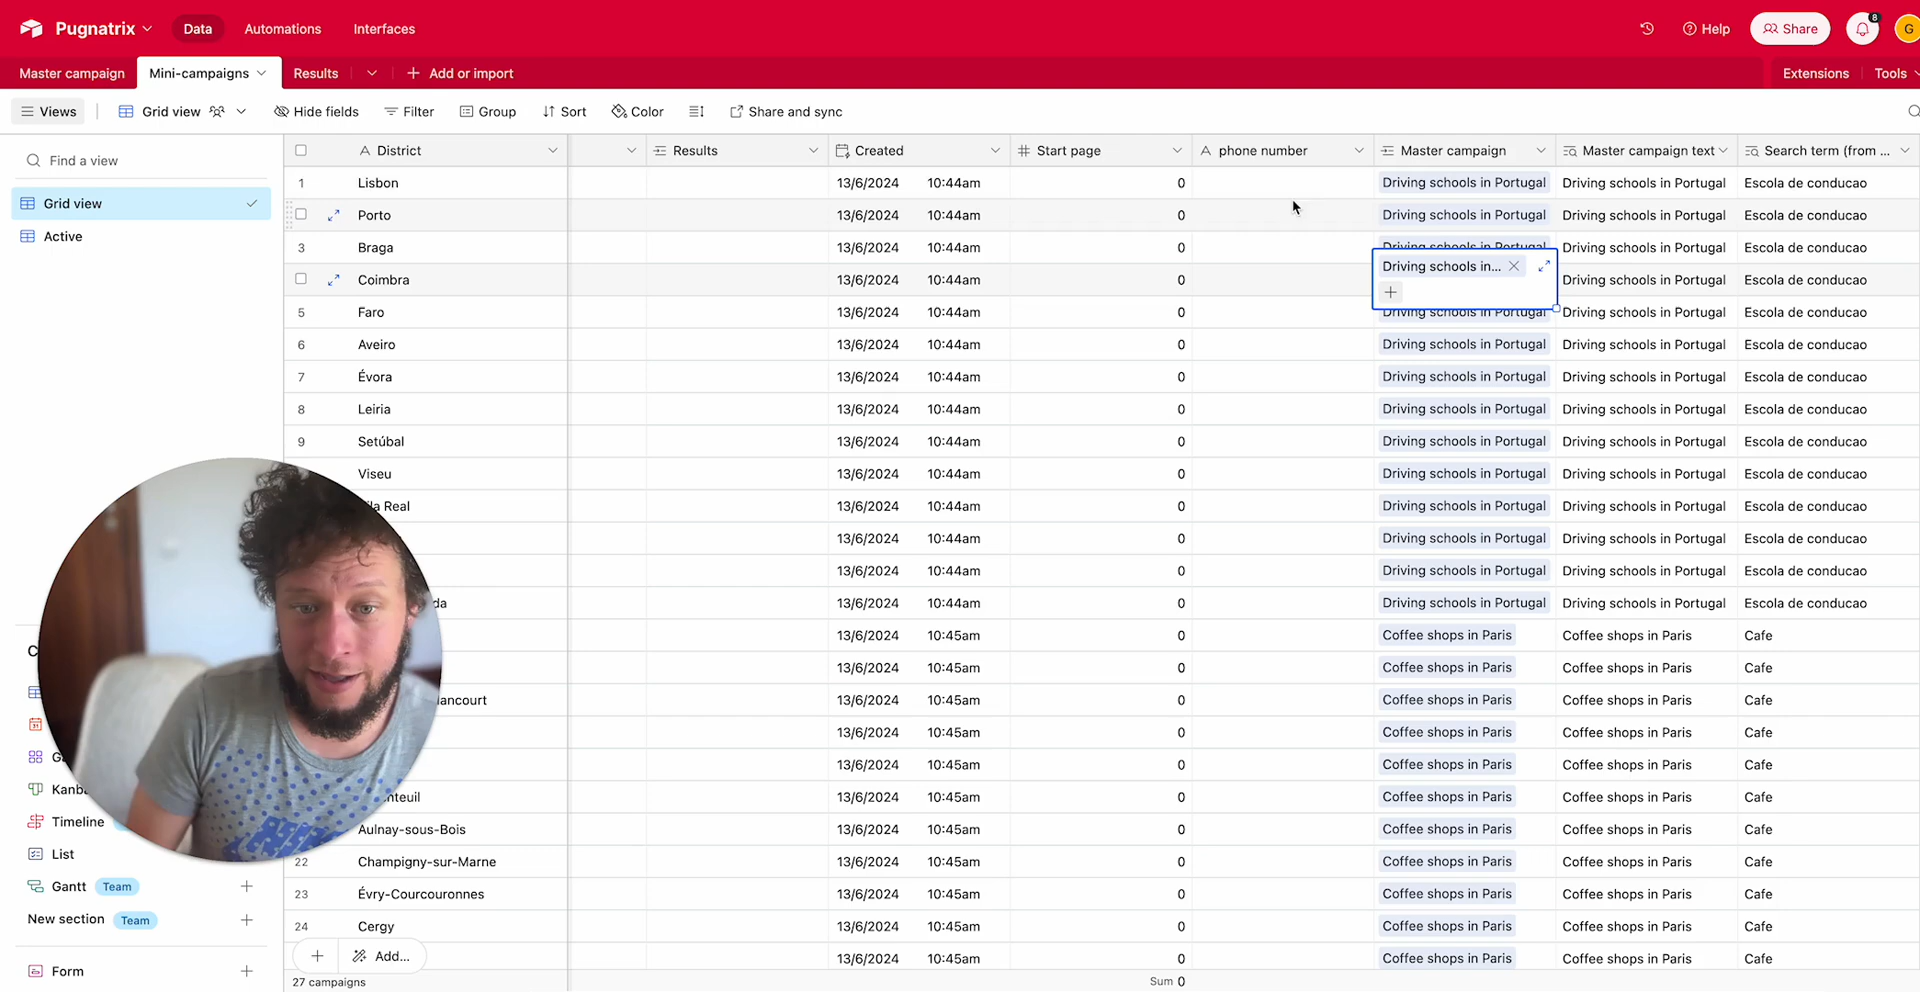 Pugnatrix Data Automations Interfaces Help Share 8 G
Master campaign Mini-campaigns Results Add or import Extensions Tools
Views Grid view Hide fields Filter Group Sort Color Share and sync
Find a view
Grid view
Active
District Results Created Start page phone number Master campaign Master campaign text Search term (from ...
1 Lisbon 13/6/2024 10:44am 0 Driving schools in Portugal Driving schools in Portugal Escola de conducao
Porto 13/6/2024 10:44am 0 Driving schools in Portugal Driving schools in Portugal Escola de conducao
3 Braga 13/6/2024 10:44am 0 Driving schools in Portugal Driving schools in Portugal Escola de conducao
Coimbra 13/6/2024 10:44am 0 Driving schools in... Driving schools in Portugal Escola de conducao
5 Faro 13/6/2024 10:44am 0 Driving schools in Portugal Driving schools in Portugal Escola de conducao
6 Aveiro 13/6/2024 10:44am 0 Driving schools in Portugal Driving schools in Portugal Escola de conducao
7 Évora 13/6/2024 10:44am 0 Driving schools in Portugal Driving schools in Portugal Escola de conducao
8 Leiria 13/6/2024 10:44am 0 Driving schools in Portugal Driving schools in Portugal Escola de conducao
9 Setúbal 13/6/2024 10:44am 0 Driving schools in Portugal Driving schools in Portugal Escola de conducao
Viseu 13/6/2024 10:44am 0 Driving schools in Portugal Driving schools in Portugal Escola de conducao
Real 13/6/2024 10:44am 0 Driving schools in Portugal Driving schools in Portugal Escola de conducao
13/6/2024 10:44am 0 Driving schools in Portugal Driving schools in Portugal Escola de conducao
13/6/2024 10:44am 0 Driving schools in Portugal Driving schools in Portugal Escola de conducao
da 13/6/2024 10:44am 0 Driving schools in Portugal Driving schools in Portugal Escola de conducao
13/6/2024 10:45am 0 Coffee shops in Paris Coffee shops in Paris Cafe
13/6/2024 10:45am 0 Coffee shops in Paris Coffee shops in Paris Cafe
lancourt 13/6/2024 10:45am 0 Coffee shops in Paris Coffee shops in Paris Cafe
13/6/2024 10:45am 0 Coffee shops in Paris Coffee shops in Paris Cafe
13/6/2024 10:45am 0 Coffee shops in Paris Coffee shops in Paris Cafe
nteuil 13/6/2024 10:45am 0 Coffee shops in Paris Coffee shops in Paris Cafe
Aulnay-sous-Bois 13/6/2024 10:45am 0 Coffee shops in Paris Coffee shops in Paris Cafe
22 Champigny-sur-Marne 13/6/2024 10:45am 0 Coffee shops in Paris Coffee shops in Paris Cafe
23 Évry-Courcouronnes 13/6/2024 10:45am 0 Coffee shops in Paris Coffee shops in Paris Cafe
24 Cergy 13/6/2024 10:45am 0 Coffee shops in Paris Coffee shops in Paris Cafe
13/6/2024 10:45am 0 Coffee shops in Paris Coffee shops in Paris Cafe
Kanba
Timeline
List
Gantt Team
New section Team
Form
Add...
27 campaigns Sum 0